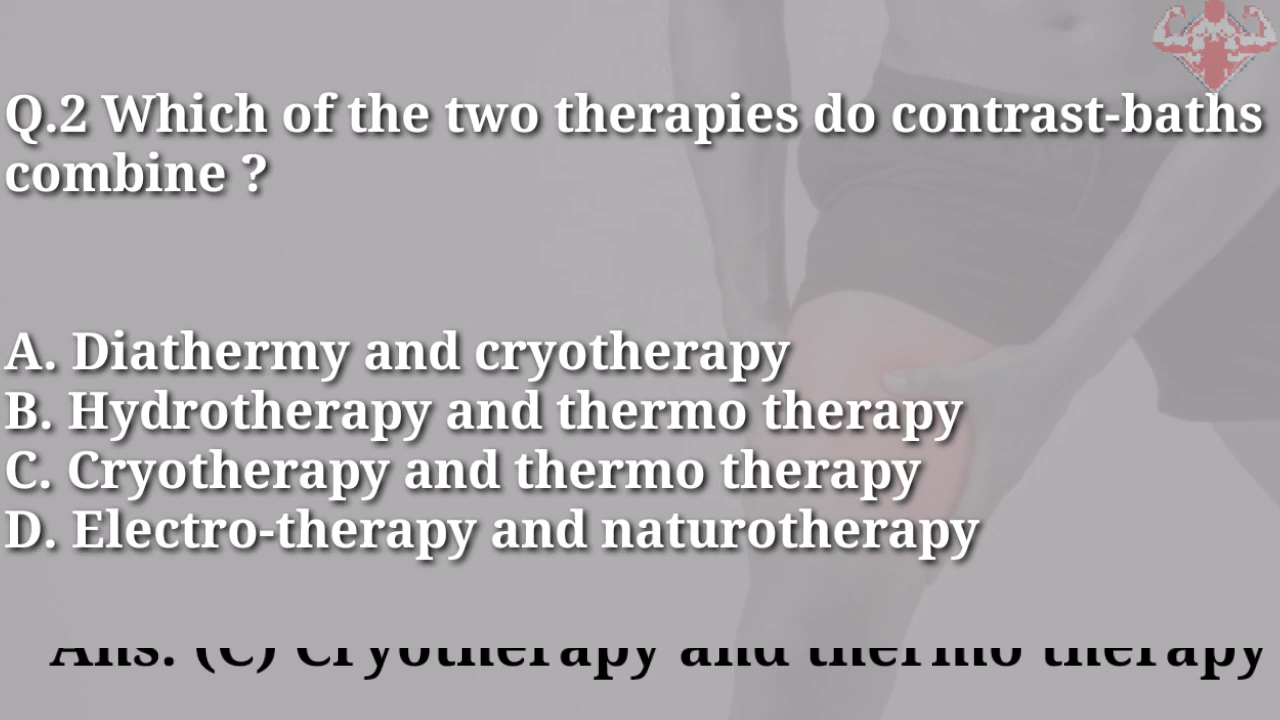 Q.2 Which of the two therapies do contrast-baths
combine ?
A. Diathermy and cryotherapy
B. Hydrotherapy and thermo therapy
C. Cryotherapy and thermo therapy
D. Electro-therapy and naturotherapy
Ans. (C) Cryotherapy and thermo therapy